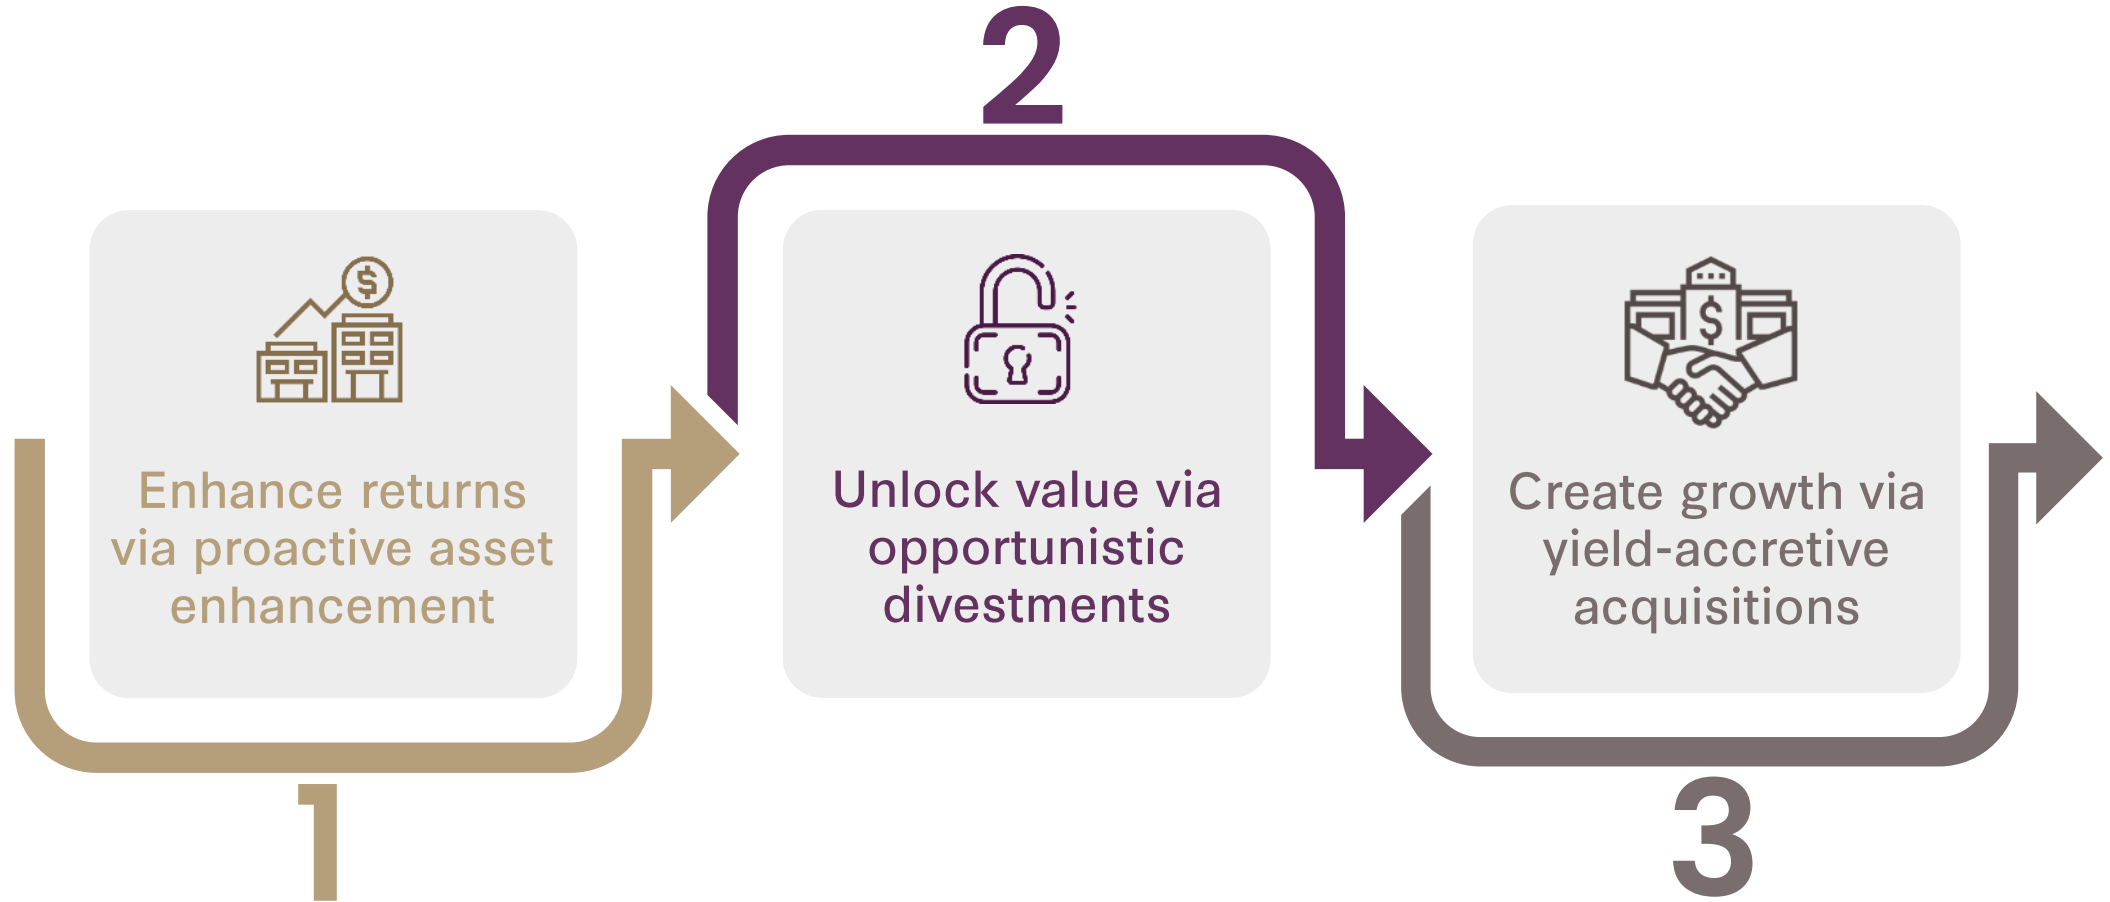 1
Enhance returns
via proactive asset
enhancement
2
Unlock value via
opportunistic
divestments
3
Create growth via
yield-accretive
acquisitions
$
$